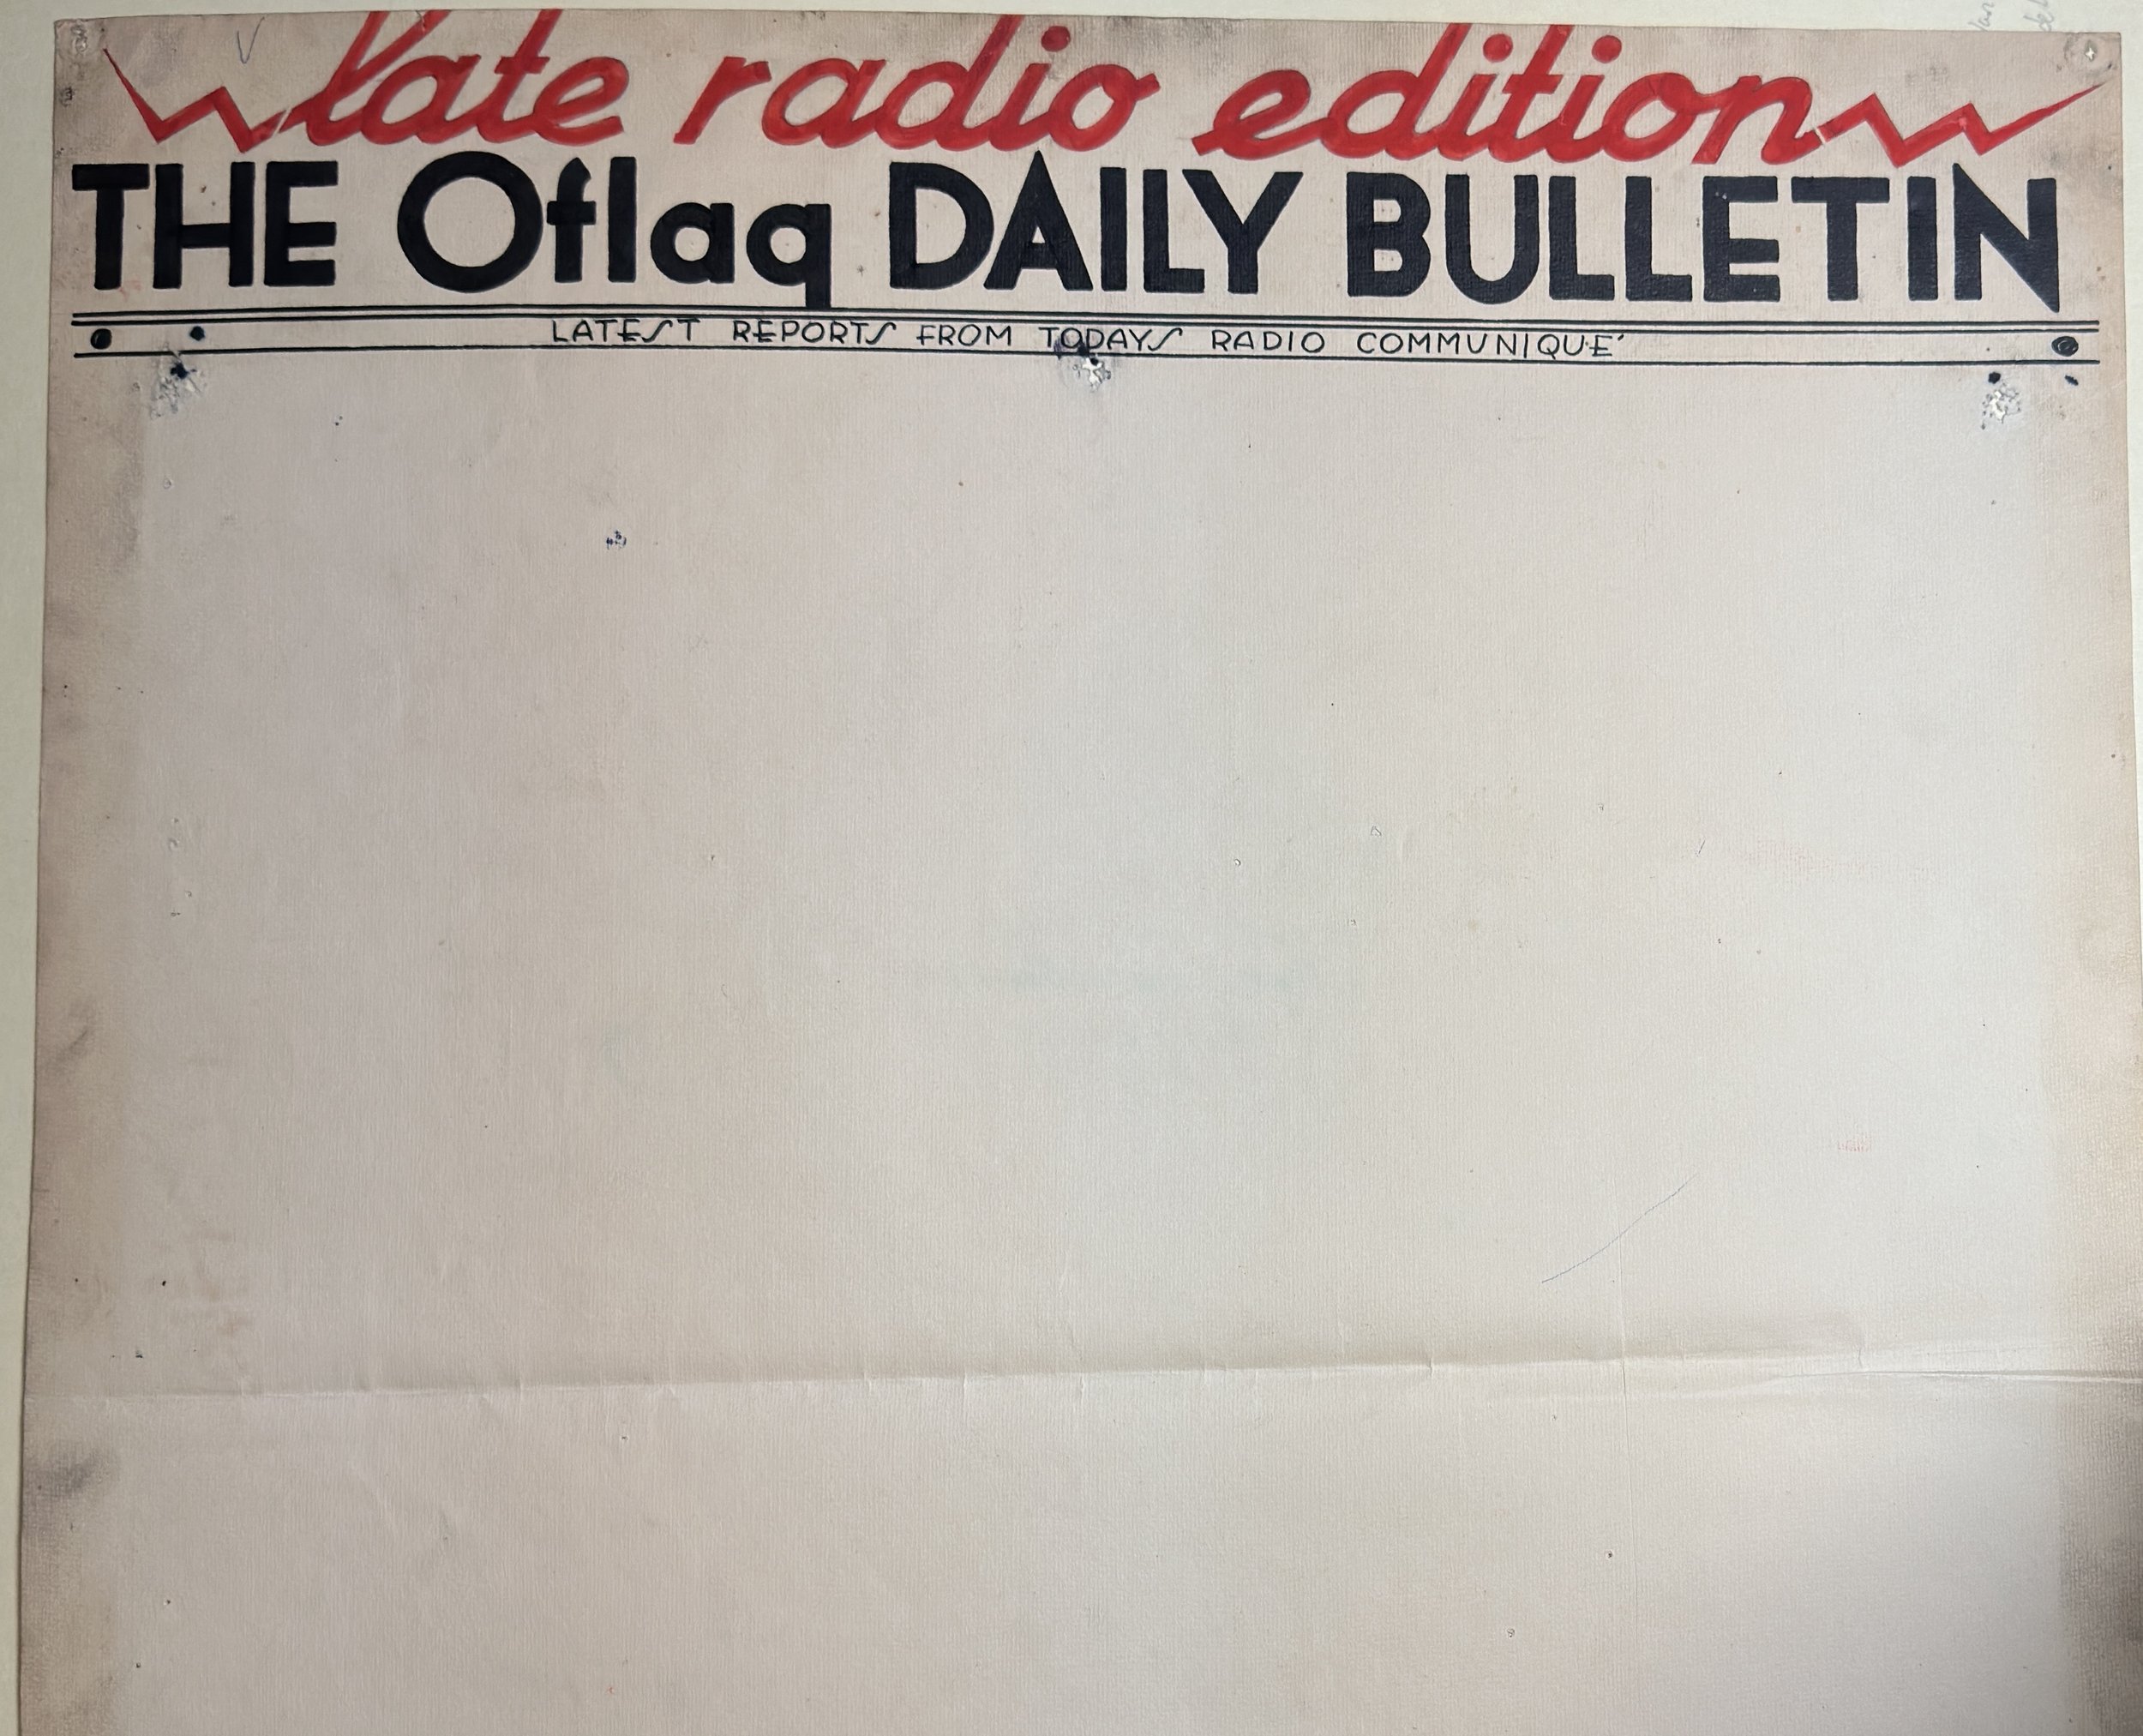 late radio edition
THE Oflag DAILY BULLETIN
LATEST REPORTS FROM TODAYS RADIO COMMUNIQUE'